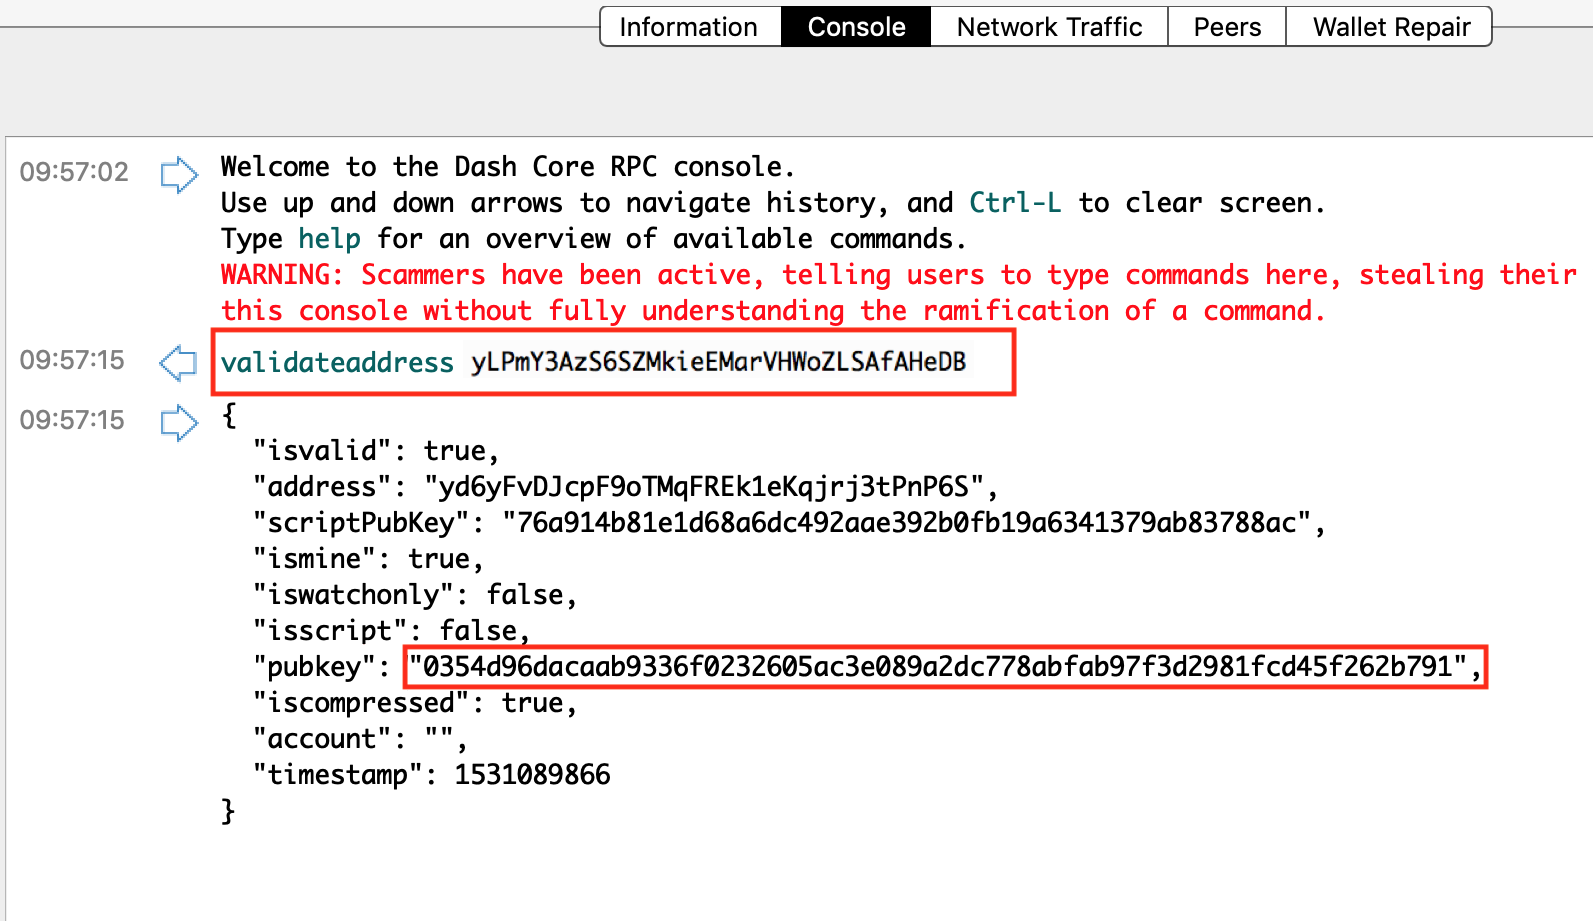 Information Console Network Traffic Peers Wallet Repair
09:57:02 Welcome to the Dash Core RPC console.
Use up and down arrows to navigate history, and Ctrl-L to clear screen.
Type help for an overview of available commands.
WARNING: Scammers have been active, telling users to type commands here, stealing their
this console without fully understanding the ramification of a command.
09:57:15 validateaddress yLPmY3AzS6SZMkieEMarVHWoZLSAfAHeDB
09:57:15 {
"isvalid": true,
"address": "yd6yFvDJcpF9oTMqFREk1eKqjrj3tPnP6S",
"scriptPubKey": "76a914b81e1d68a6dc492aae392b0fb19a6341379ab83788ac",
"ismine": true,
"iswatchonly": false,
"isscript": false,
"pubkey": "0354d96dacaab9336f0232605ac3e089a2dc778abfab97f3d2981fcd45f262b791",
"iscompressed": true,
"account": "",
"timestamp": 1531089866
}